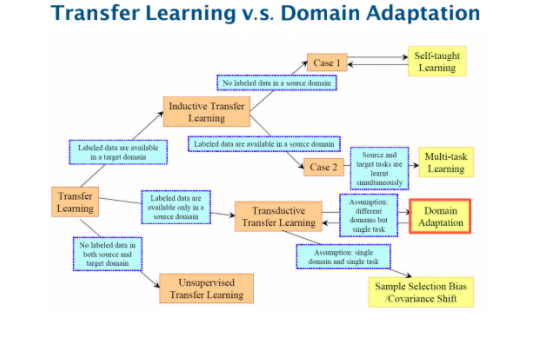 Transfer Learning v.s. Domain Adaptation
Case 1
Self-taught
Learning
No labeled data in a source domain
Inductive Transfer
Learning
Labeled data are available
in a target domain
Labeled data are available in a source domain
Case 2
Source and
target tasks are
learnt
simultaneously
Multi-task
Learning
Transfer
Learning
Labeled data are
available only in a
source domain
Transductive
Transfer Learning
Assumption:
different
domains but
single task
Domain
Adaptation
No labeled data in
both source and
target domain
Assumption: single
domain and single task
Unsupervised
Transfer Learning
Sample Selection Bias
/Covariance Shift